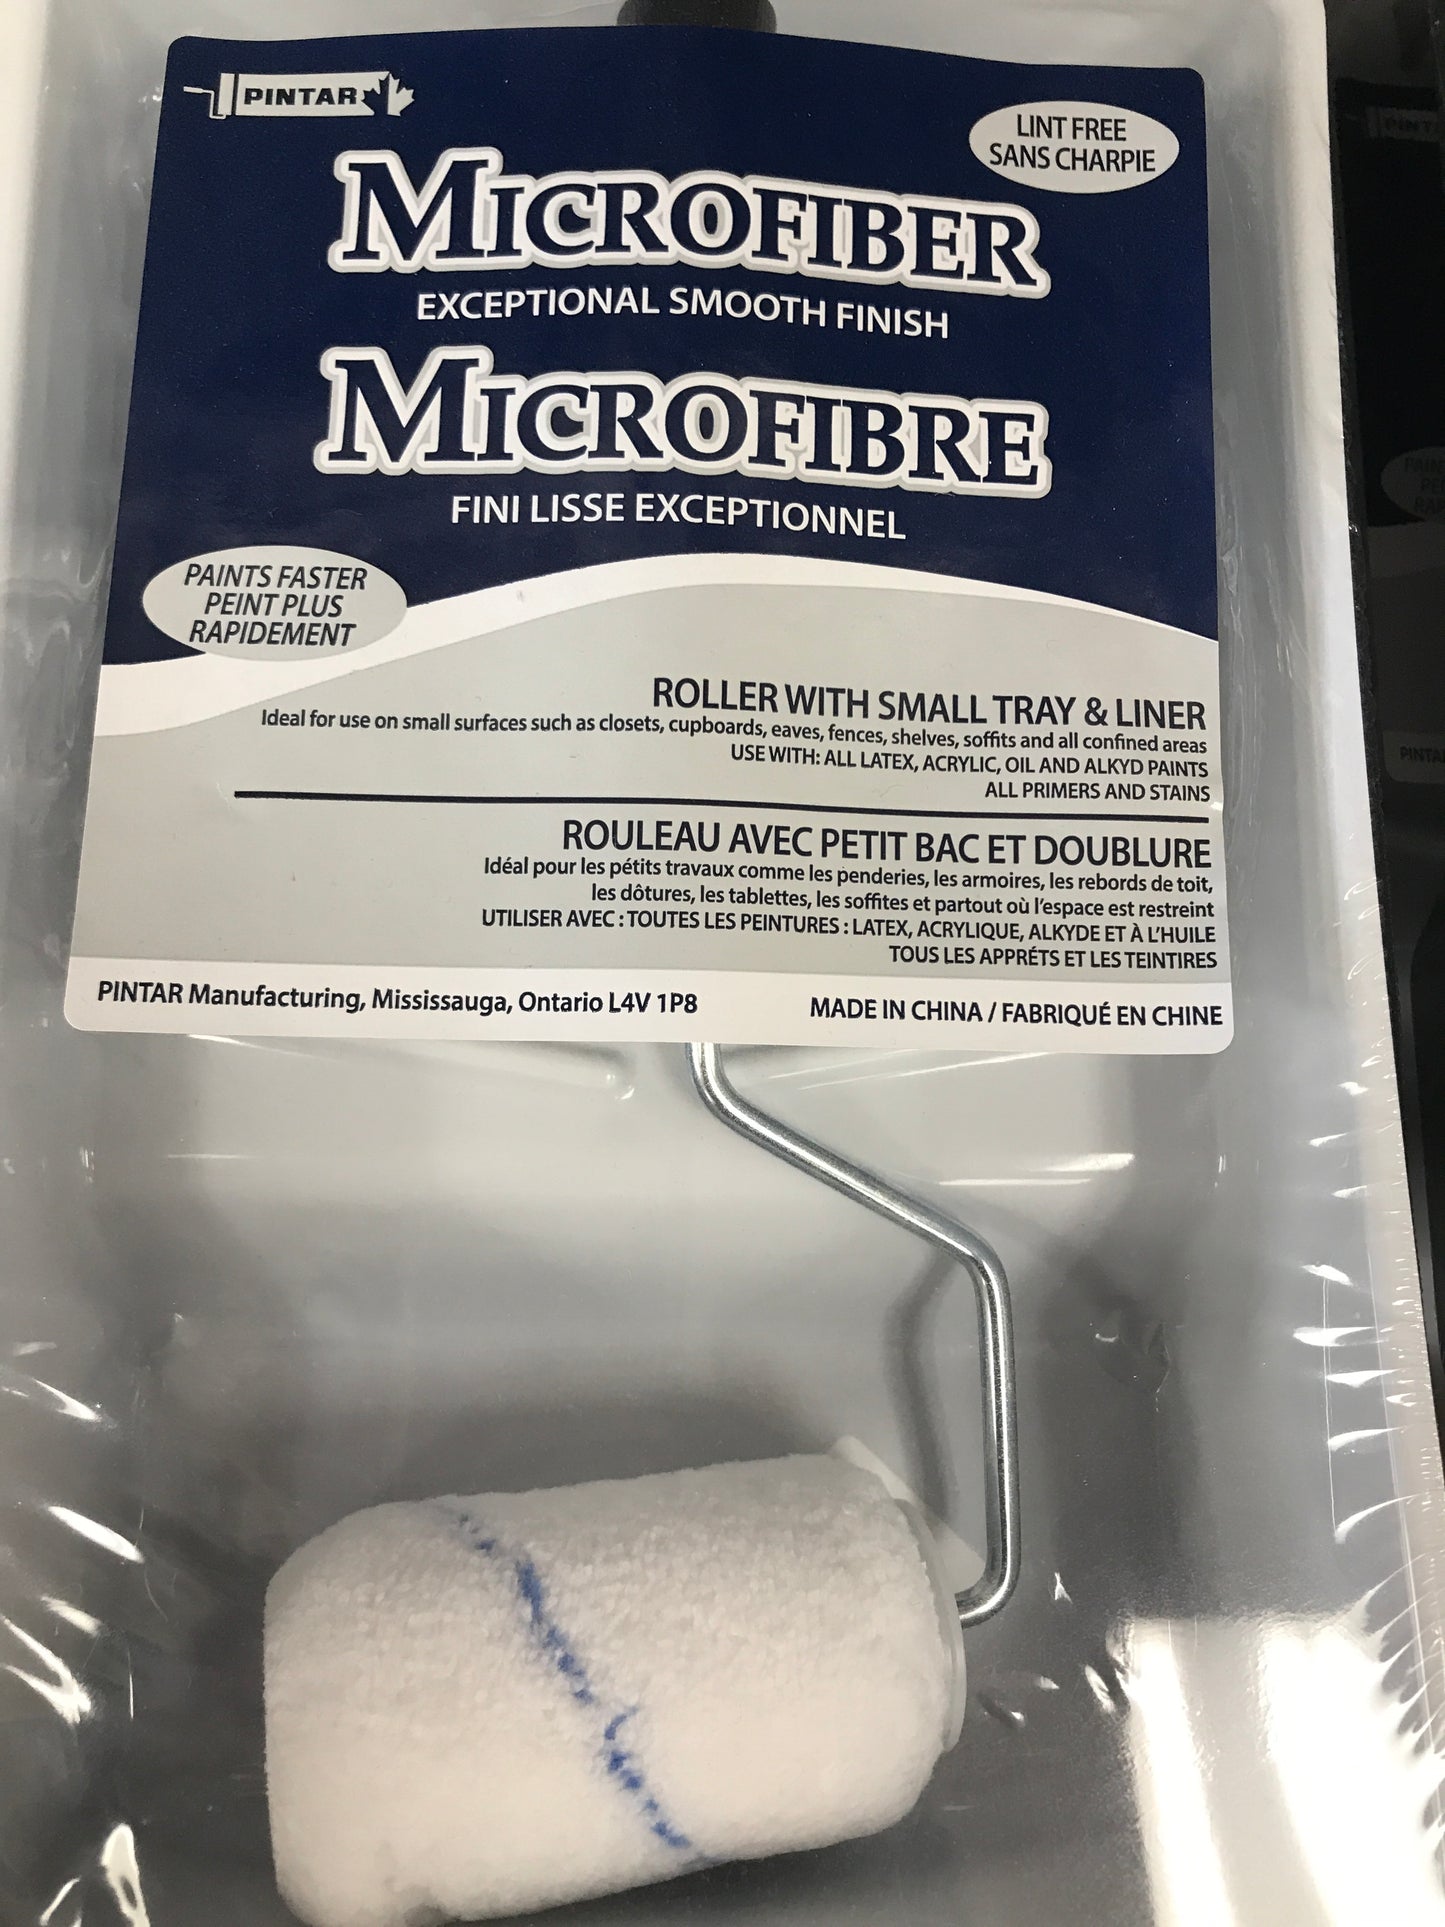 PINTAR
LINT FREE
SANS CHARPIE
MICROFIBER
EXCEPTIONAL SMOOTH FINISH
MICROFIBRE
FINI LISSE EXCEPTIONNEL
PAINTS FASTER
PEINT PLUS
RAPIDEMENT
ROLLER WITH SMALL TRAY & LINER
Ideal for use on small surfaces such as closets, cupboards, eaves, fences, shelves, soffits and all confined areas
USE WITH: ALL LATEX, ACRYLIC, OIL AND ALKYD PAINTS
ALL PRIMERS AND STAINS
ROULEAU AVEC PETIT BAC ET DOUBLURE
Idéal pour les pétits travaux comme les penderies, les armoires, les rebords de toit,
les dôtures, les tablettes, les soffites et partout où l'espace est restreint
UTILISER AVEC : TOUTES LES PEINTURES : LATEX, ACRYLIQUE, ALKYDE ET À L'HUILE
TOUS LES APPRÉTS ET LES TEINTIRES
PINTAR Manufacturing, Mississauga, Ontario L4V 1P8
MADE IN CHINA / FABRIQUÉ EN CHINE